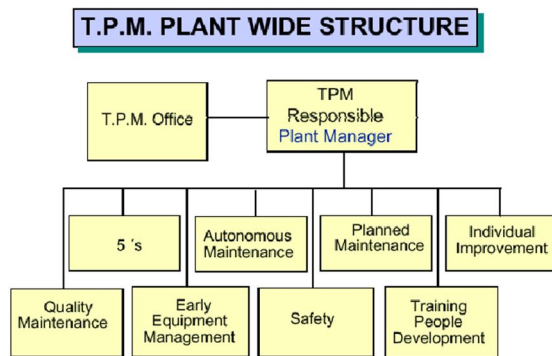 T.P.M. PLANT WIDE STRUCTURE
T.P.M. Office
TPM
Responsible
Plant Manager
5 ´s
Autonomous
Maintenance
Planned
Maintenance
Individual
Improvement
Quality
Maintenance
Early
Equipment
Management
Safety
Training
People
Development